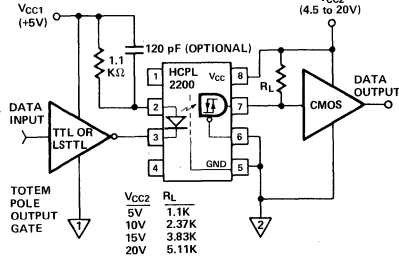 VCC1
(+5V)
VCC2
(4.5 to 20V)
120 pF (OPTIONAL)
1.1
KΩ
HCPL
2200
VCC
1
2
3
4
8
7
6
5
GND
RL
DATA
INPUT
TTL OR
LSTTL
CMOS
DATA
OUTPUT
TOTEM
POLE
OUTPUT
GATE
1
2
VCC2 RL
5V 1.1K
10V 2.37K
15V 3.83K
20V 5.11K